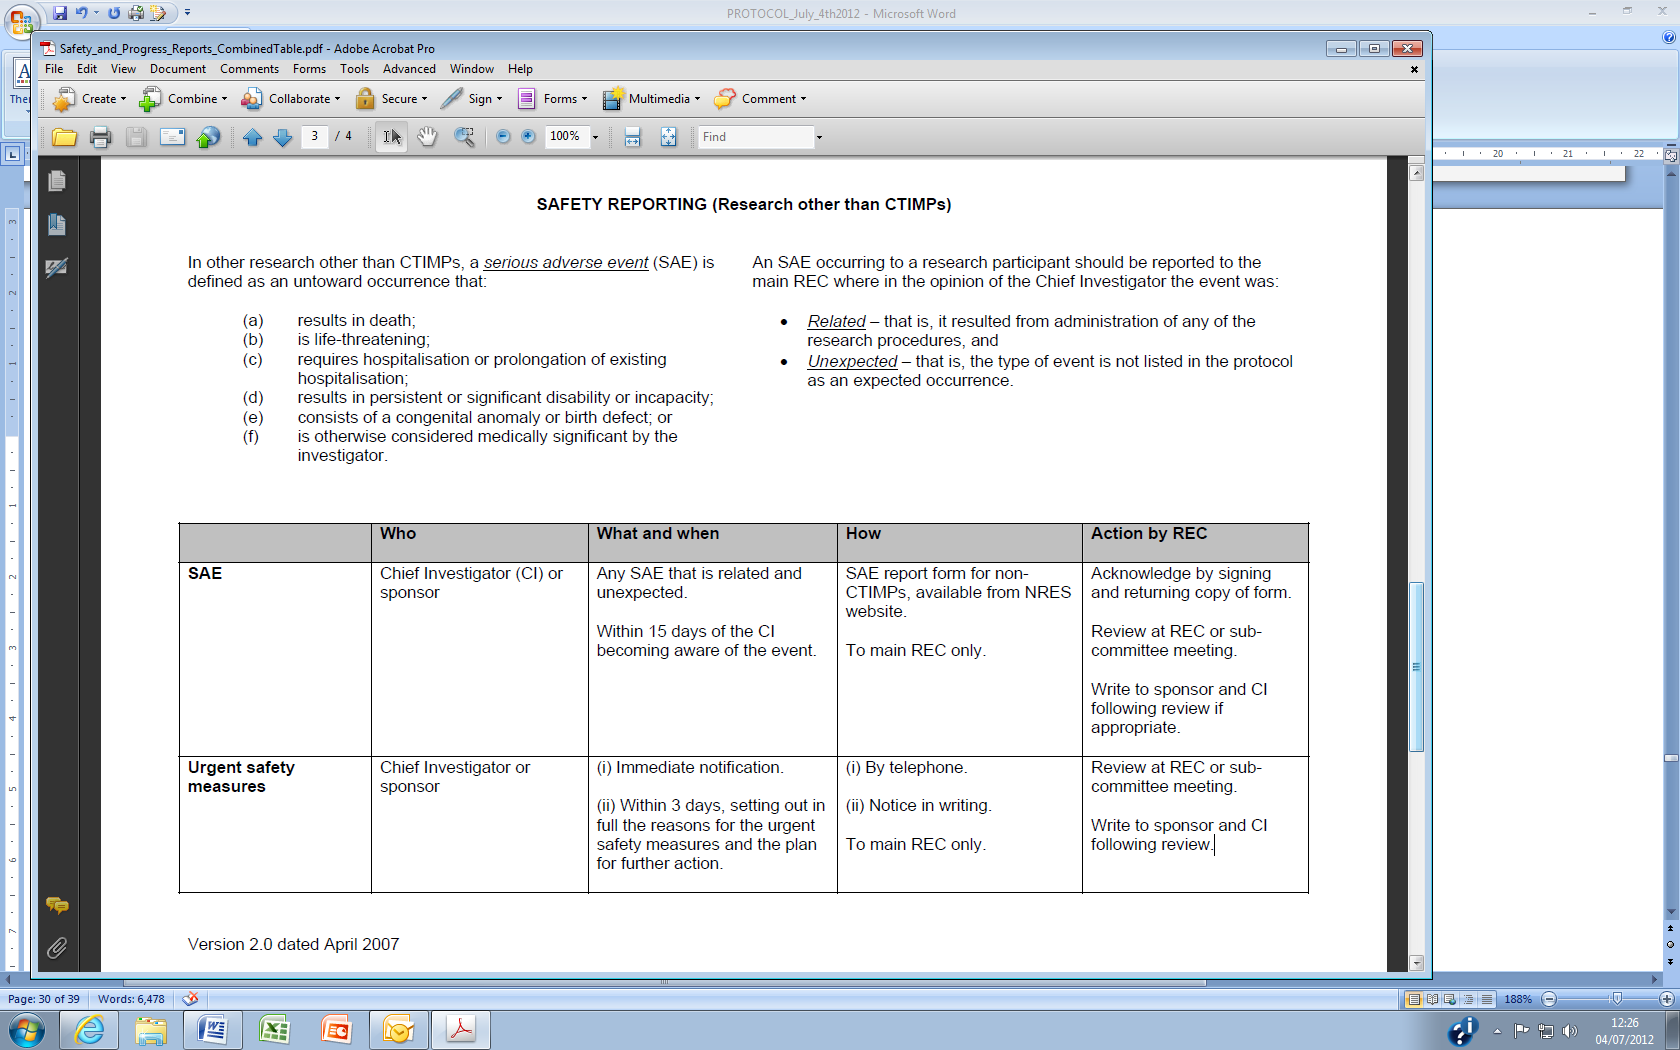 PROTOCOL_July_4th2012 - Microsoft Word
Safety_and_Progress_Reports_CombinedTable.pdf - Adobe Acrobat Pro
File Edit View Document Comments Forms Tools Advanced Window Help
Create Combine Collaborate Secure Sign Forms Multimedia Comment
3 / 4 100% Find
20 21 22
SAFETY REPORTING (Research other than CTIMPs)
In other research other than CTIMPs, a serious adverse event (SAE) is
defined as an untoward occurrence that:
(a) results in death;
(b) is life-threatening;
(c) requires hospitalisation or prolongation of existing
hospitalisation;
(d) results in persistent or significant disability or incapacity;
(e) consists of a congenital anomaly or birth defect; or
(f) is otherwise considered medically significant by the
investigator.
An SAE occurring to a research participant should be reported to the
main REC where in the opinion of the Chief Investigator the event was:
• Related – that is, it resulted from administration of any of the
research procedures, and
• Unexpected – that is, the type of event is not listed in the protocol
as an expected occurrence.
Who What and when How Action by REC
SAE
Chief Investigator (CI) or
sponsor
Any SAE that is related and
unexpected.
Within 15 days of the CI
becoming aware of the event.
SAE report form for non-
CTIMPs, available from NRES
website.
To main REC only.
Acknowledge by signing
and returning copy of form.
Review at REC or sub-
committee meeting.
Write to sponsor and CI
following review if
appropriate.
Urgent safety
measures
Chief Investigator or
sponsor
(i) Immediate notification.
(ii) Within 3 days, setting out in
full the reasons for the urgent
safety measures and the plan
for further action.
(i) By telephone.
(ii) Notice in writing.
To main REC only.
Review at REC or sub-
committee meeting.
Write to sponsor and CI
following review.
Version 2.0 dated April 2007
Page: 30 of 39 Words: 6,478 188%
12:26
04/07/2012